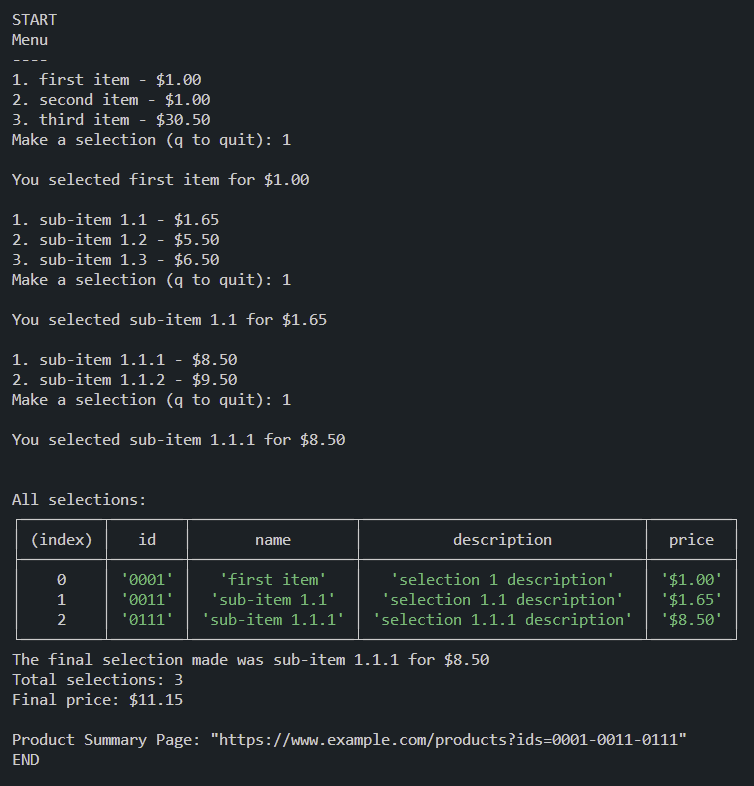 START
Menu
----
1. first item - $1.00
2. second item - $1.00
3. third item - $30.50
Make a selection (q to quit): 1
You selected first item for $1.00
1. sub-item 1.1 - $1.65
2. sub-item 1.2 - $5.50
3. sub-item 1.3 - $6.50
Make a selection (q to quit): 1
You selected sub-item 1.1 for $1.65
1. sub-item 1.1.1 - $8.50
2. sub-item 1.1.2 - $9.50
Make a selection (q to quit): 1
You selected sub-item 1.1.1 for $8.50
All selections:
(index) id name description price
0 '0001' 'first item' 'selection 1 description' '$1.00'
1 '0011' 'sub-item 1.1' 'selection 1.1 description' '$1.65'
2 '0111' 'sub-item 1.1.1' 'selection 1.1.1 description' '$8.50'
The final selection made was sub-item 1.1.1 for $8.50
Total selections: 3
Final price: $11.15
Product Summary Page: "https://www.example.com/products?ids=0001-0011-0111"
END